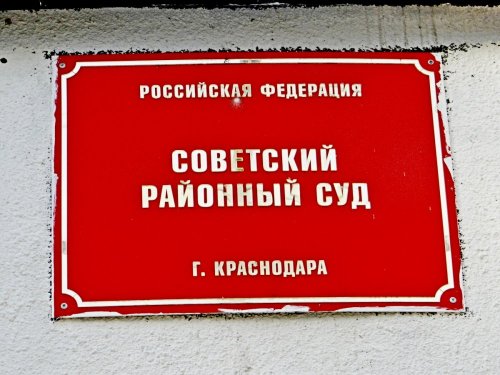 РОССИЙСКАЯ ФЕДЕРАЦИЯ
СОВЕТСКИЙ
РАЙОННЫЙ СУД
Г. КРАСНОДАРА